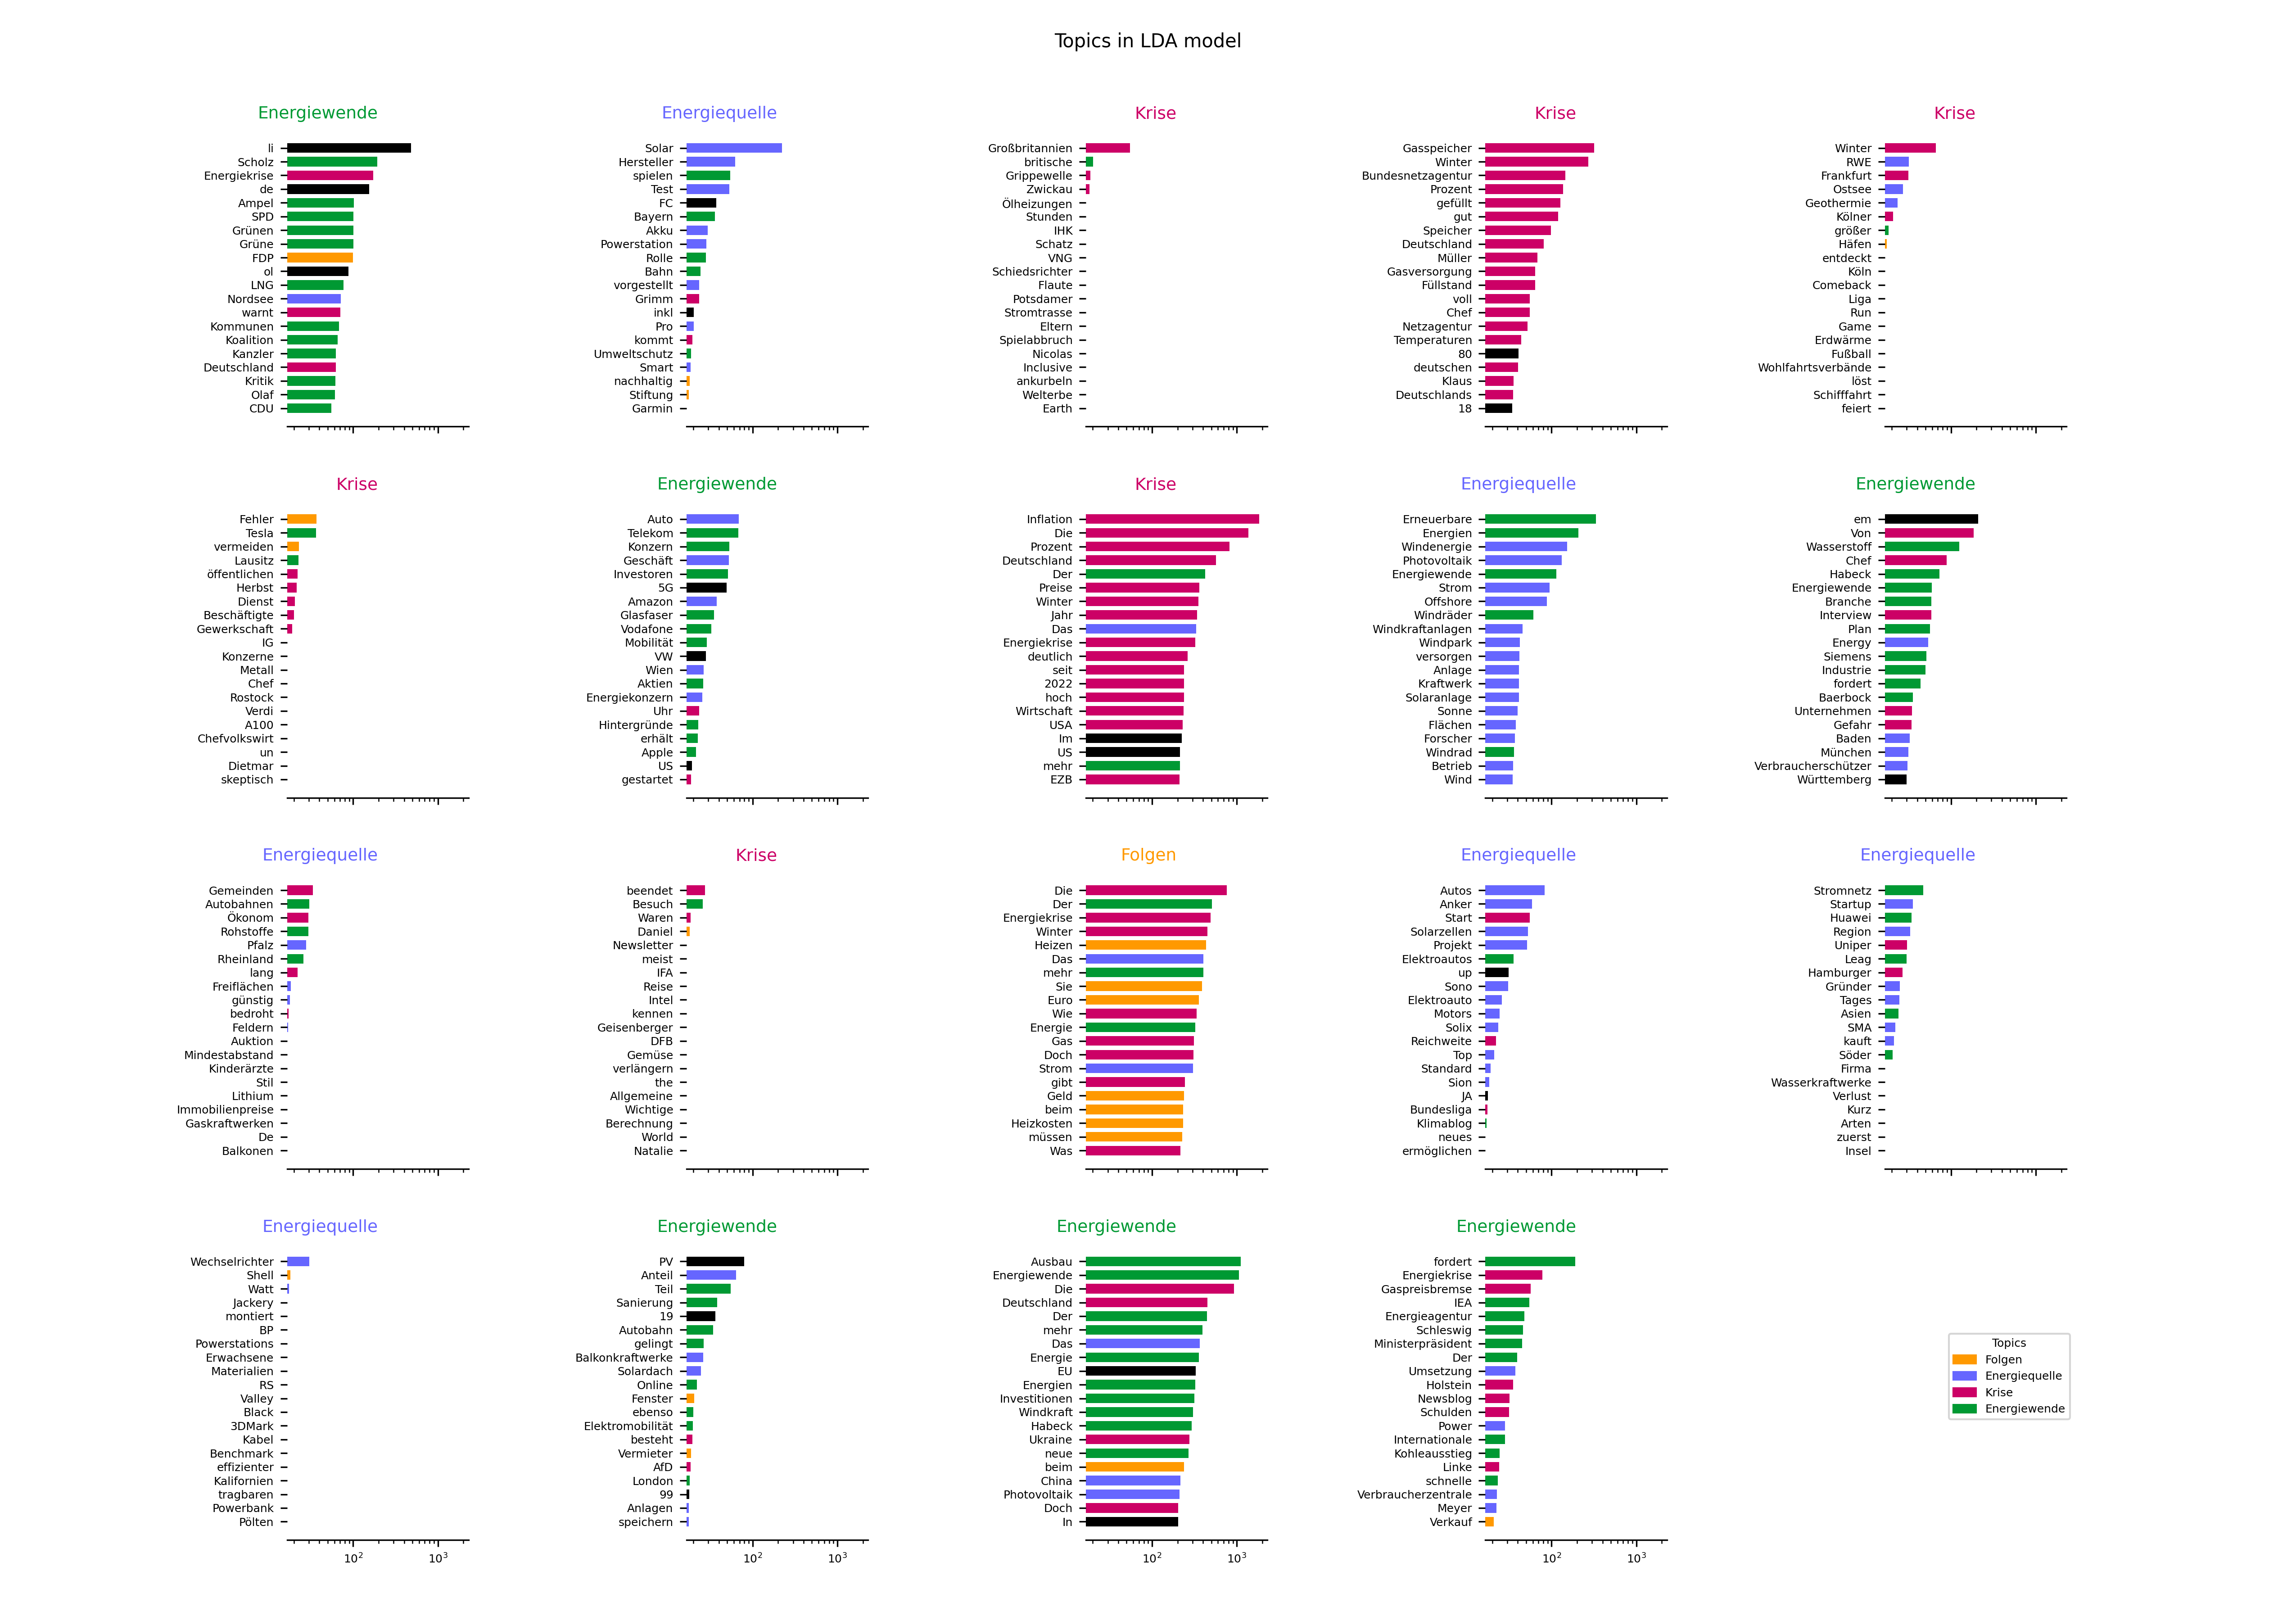 Topics in LDA model
Energiewende
li
Scholz
Energiekrise
de
Ampel
SPD
Grünen
Grüne
FDP
ol
LNG
Nordsee
warnt
Kommunen
Koalition
Kanzler
Deutschland
Kritik
Olaf
CDU
Energiequelle
Solar
Hersteller
spielen
Test
FC
Bayern
Akku
Powerstation
Rolle
Bahn
vorgestellt
Grimm
inkl
Pro
kommt
Umweltschutz
Smart
nachhaltig
Stiftung
Garmin
Krise
Großbritannien
britische
Grippewelle
Zwickau
Ölheizungen
Stunden
IHK
Schatz
VNG
Schiedsrichter
Flaute
Potsdamer
Stromtrasse
Eltern
Spielabbruch
Nicolas
Inclusive
ankurbeln
Welterbe
Earth
Krise
Gasspeicher
Winter
Bundesnetzagentur
Prozent
gefüllt
gut
Speicher
Deutschland
Müller
Gasversorgung
Füllstand
voll
Chef
Netzagentur
Temperaturen
80
deutschen
Klaus
Deutschlands
18
Krise
Winter
RWE
Frankfurt
Ostsee
Geothermie
Kölner
größer
Häfen
entdeckt
Köln
Comeback
Liga
Run
Game
Erdwärme
Fußball
Wohlfahrtsverbände
löst
Schifffahrt
feiert
Krise
Fehler
Tesla
vermeiden
Lausitz
öffentlichen
Herbst
Dienst
Beschäftigte
Gewerkschaft
IG
Konzerne
Metall
Chef
Rostock
Verdi
A100
Chefvolkswirt
un
Dietmar
skeptisch
Energiewende
Auto
Telekom
Konzern
Geschäft
Investoren
5G
Amazon
Glasfaser
Vodafone
Mobilität
VW
Wien
Aktien
Energiekonzern
Uhr
Hintergründe
erhält
Apple
US
gestartet
Krise
Inflation
Die
Prozent
Deutschland
Der
Preise
Winter
Jahr
Das
Energiekrise
deutlich
seit
2022
hoch
Wirtschaft
USA
Im
US
mehr
EZB
Energiequelle
Erneuerbare
Energien
Windenergie
Photovoltaik
Energiewende
Strom
Offshore
Windräder
Windkraftanlagen
Windpark
versorgen
Anlage
Kraftwerk
Solaranlage
Sonne
Flächen
Forscher
Windrad
Betrieb
Wind
Energiewende
em
Von
Wasserstoff
Chef
Habeck
Energiewende
Branche
Interview
Plan
Energy
Siemens
Industrie
fordert
Baerbock
Unternehmen
Gefahr
Baden
München
Verbraucherschützer
Württemberg
Energiequelle
Gemeinden
Autobahnen
Ökonom
Rohstoffe
Pfalz
Rheinland
lang
Freiflächen
günstig
bedroht
Feldern
Auktion
Mindestabstand
Kinderärzte
Stil
Lithium
Immobilienpreise
Gaskraftwerken
De
Balkonen
Krise
beendet
Besuch
Waren
Daniel
Newsletter
meist
IFA
Reise
Intel
kennen
Geisenberger
DFB
Gemüse
verlängern
the
Allgemeine
Wichtige
Berechnung
World
Natalie
Folgen
Die
Der
Energiekrise
Winter
Heizen
Das
mehr
Sie
Euro
Wie
Energie
Gas
Doch
Strom
gibt
Geld
beim
Heizkosten
müssen
Was
Energiequelle
Autos
Anker
Start
Solarzellen
Projekt
Elektroautos
up
Sono
Elektroauto
Motors
Solix
Reichweite
Top
Standard
Sion
JA
Bundesliga
Klimablog
neues
ermöglichen
Energiequelle
Stromnetz
Startup
Huawei
Region
Uniper
Leag
Hamburger
Gründer
Tages
Asien
SMA
kauft
Söder
Firma
Wasserkraftwerke
Verlust
Kurz
Arten
zuerst
Insel
Energiequelle
Wechselrichter
Shell
Watt
Jackery
montiert
BP
Powerstations
Erwachsene
Materialien
RS
Valley
Black
3DMark
Kabel
Benchmark
effizienter
Kalifornien
tragbaren
Powerbank
Pölten
10²
10³
Energiewende
PV
Anteil
Teil
Sanierung
19
Autobahn
gelingt
Balkonkraftwerke
Solardach
Online
Fenster
ebenso
Elektromobilität
besteht
Vermieter
AfD
London
99
Anlagen
speichern
10²
10³
Energiewende
Ausbau
Energiewende
Die
Deutschland
Der
mehr
Das
Energie
EU
Energien
Investitionen
Windkraft
Habeck
Ukraine
neue
beim
China
Photovoltaik
Doch
In
10²
10³
Energiewende
fordert
Energiekrise
Gaspreisbremse
IEA
Energieagentur
Schleswig
Ministerpräsident
Der
Umsetzung
Holstein
Newsblog
Schulden
Power
Internationale
Kohleausstieg
Linke
schnelle
Verbraucherzentrale
Meyer
Verkauf
10²
10³
Topics
Folgen
Energiequelle
Krise
Energiewende